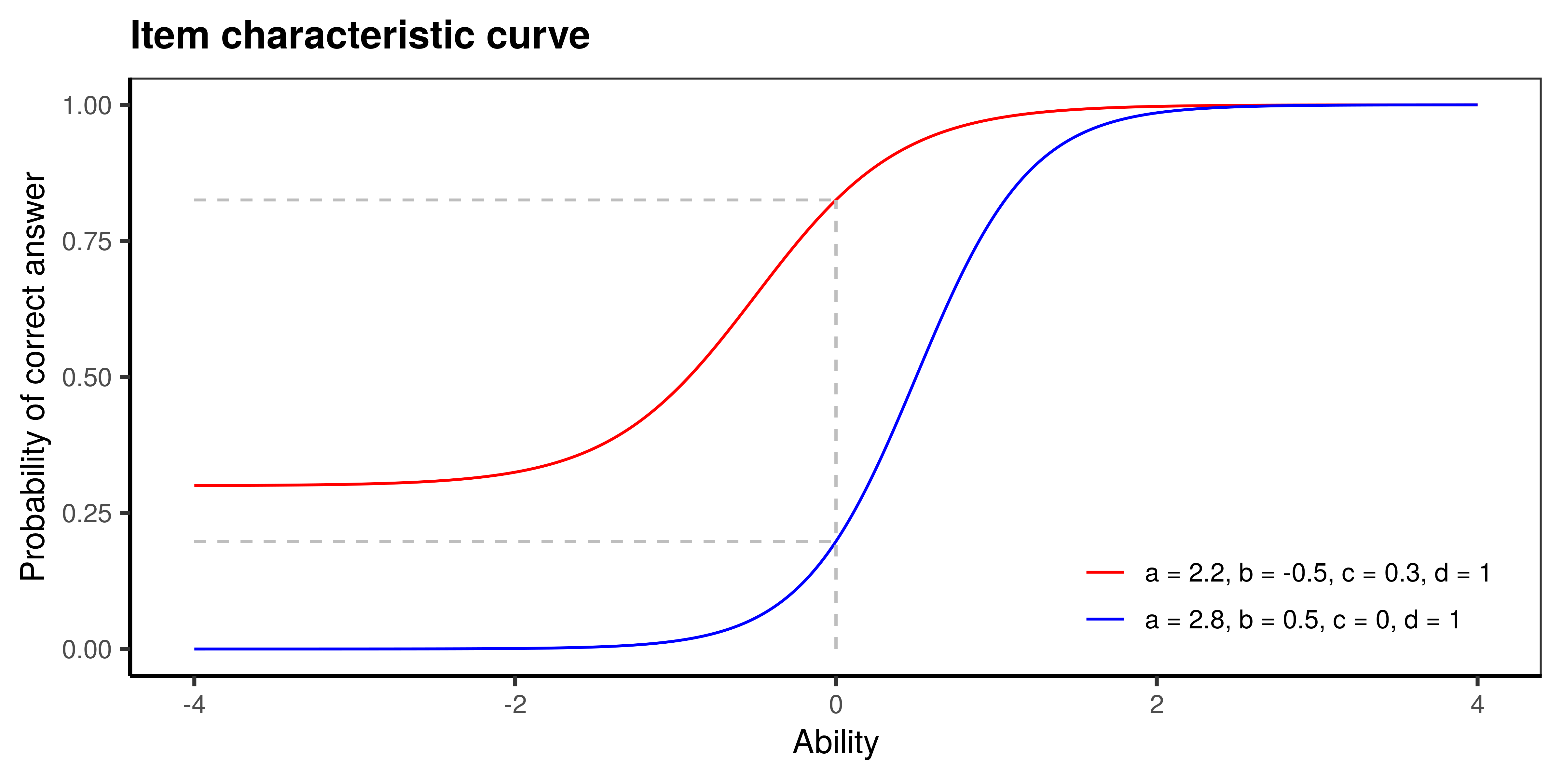 Item characteristic curve
Probability of correct answer
1.00
0.75
0.50
0.25
0.00
a = 2.2, b = -0.5, c = 0.3, d = 1
a = 2.8, b = 0.5, c = 0, d = 1
-4 -2 0 2 4
Ability